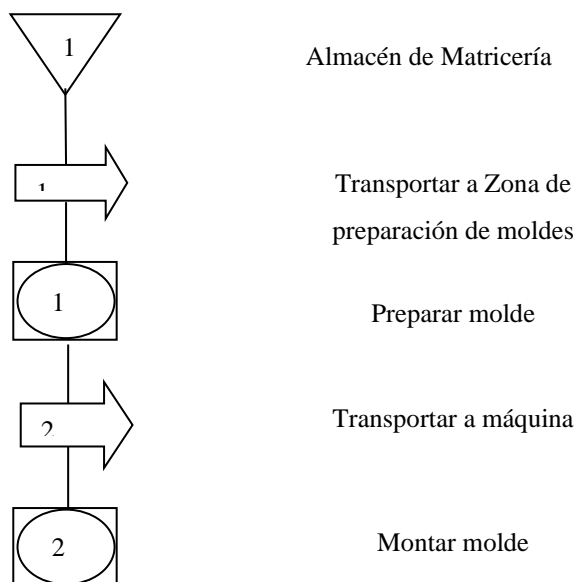 1
Almacén de Matricería
1
Transportar a Zona de
preparación de moldes
1
Preparar molde
2
Transportar a máquina
2
Montar molde